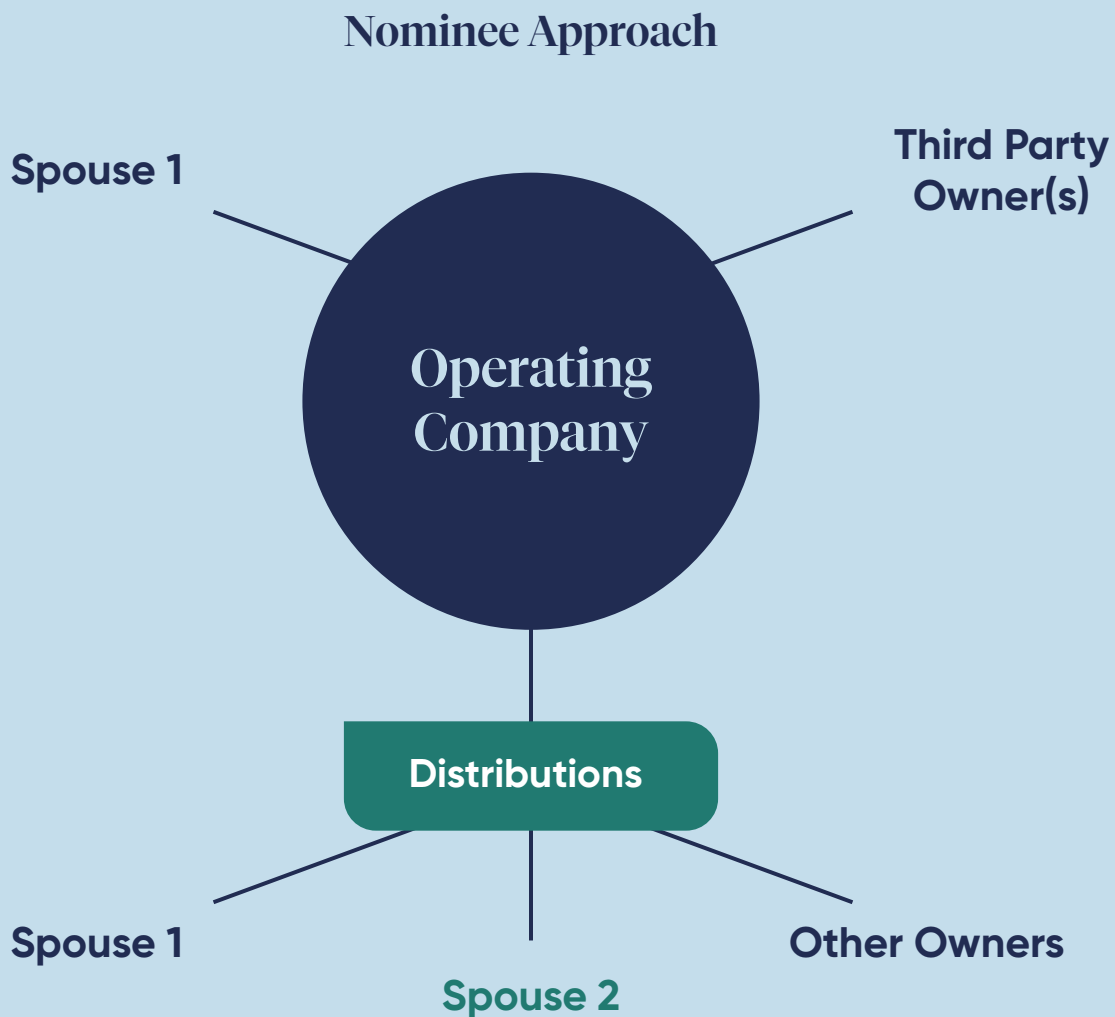 Nominee Approach
Spouse 1
Third Party
Owner(s)
Operating
Company
Distributions
Spouse 1
Other Owners
Spouse 2